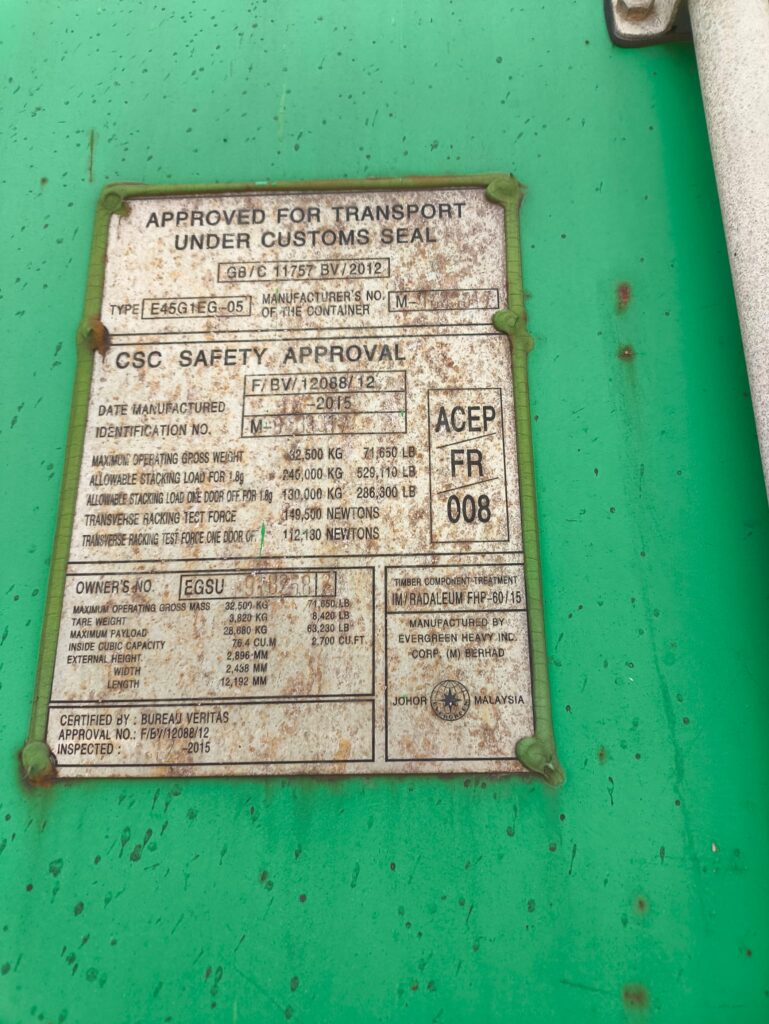 APPROVED FOR TRANSPORT
UNDER CUSTOMS SEAL
GB/C 11757 BV/2012
TYPE E45G1EG-05 MANUFACTURER'S NO. OF THE CONTAINER M-
CSC SAFETY APPROVAL
F/BV/12088/12
DATE MANUFACTURED -2015
IDENTIFICATION NO. M-
MAXIMUM OPERATING GROSS WEIGHT 32,500 KG 71,650 LB
ALLOWABLE STACKING LOAD FOR 1.8g 240,000 KG 529,110 LB
ALLOWABLE STACKING LOAD ONE DOOR OFF FOR 1.8g 130,000 KG 286,300 LB
TRANSVERSE RACKING TEST FORCE 149,500 NEWTONS
TRANSVERSE RACKING TEST FORCE ONE DOOR OF. 112,130 NEWTONS
ACEP
FR
008
OWNER'S NO. EGSU
MAXIMUM OPERATING GROSS MASS 32,500 KG 71,650 LB
TARE WEIGHT 3,820 KG 8,420 LB
MAXIMUM PAYLOAD 28,680 KG 63,230 LB
INSIDE CUBIC CAPACITY 76.4 CU.M 2,700 CU.FT
EXTERNAL HEIGHT 2,896 MM
WIDTH 2,438 MM
LENGTH 12,192 MM
TIMBER COMPONENT TREATMENT
IM/RADALEUM FHP-60/15
MANUFACTURED BY
EVERGREEN HEAVY IND.
CORP. (M) BERHAD
JOHOR MALAYSIA
CERTIFIED BY : BUREAU VERITAS
APPROVAL NO.: F/BV/12088/12
INSPECTED : -2015